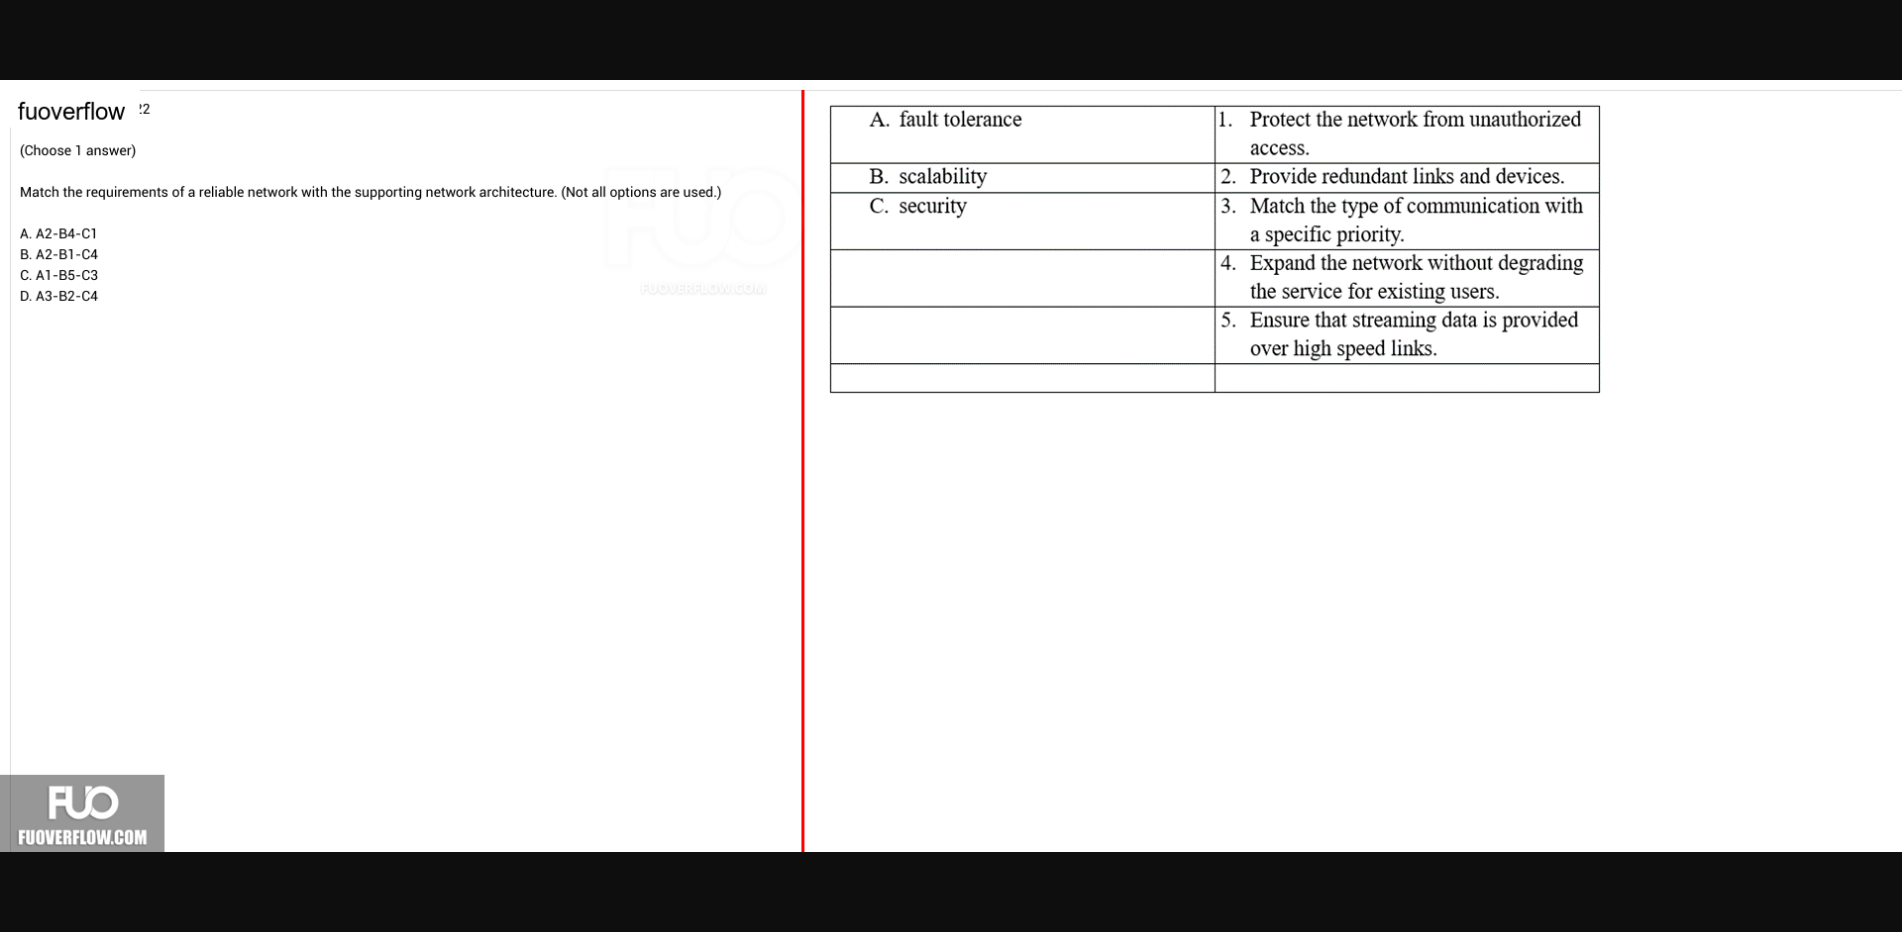 fuoverflow
22
(Choose 1 answer)
Match the requirements of a reliable network with the supporting network architecture. (Not all options are used.)
A. A2-B4-C1
B. A2-B1-C4
C. A1-B5-C3
D. A3-B2-C4
FUO
FUOVERFLOW.COM
FUO
FUOVERFLOW.COM
A. fault tolerance
1. Protect the network from unauthorized
access.
B. scalability
2. Provide redundant links and devices.
C. security
3. Match the type of communication with
a specific priority.
4. Expand the network without degrading
the service for existing users.
5. Ensure that streaming data is provided
over high speed links.